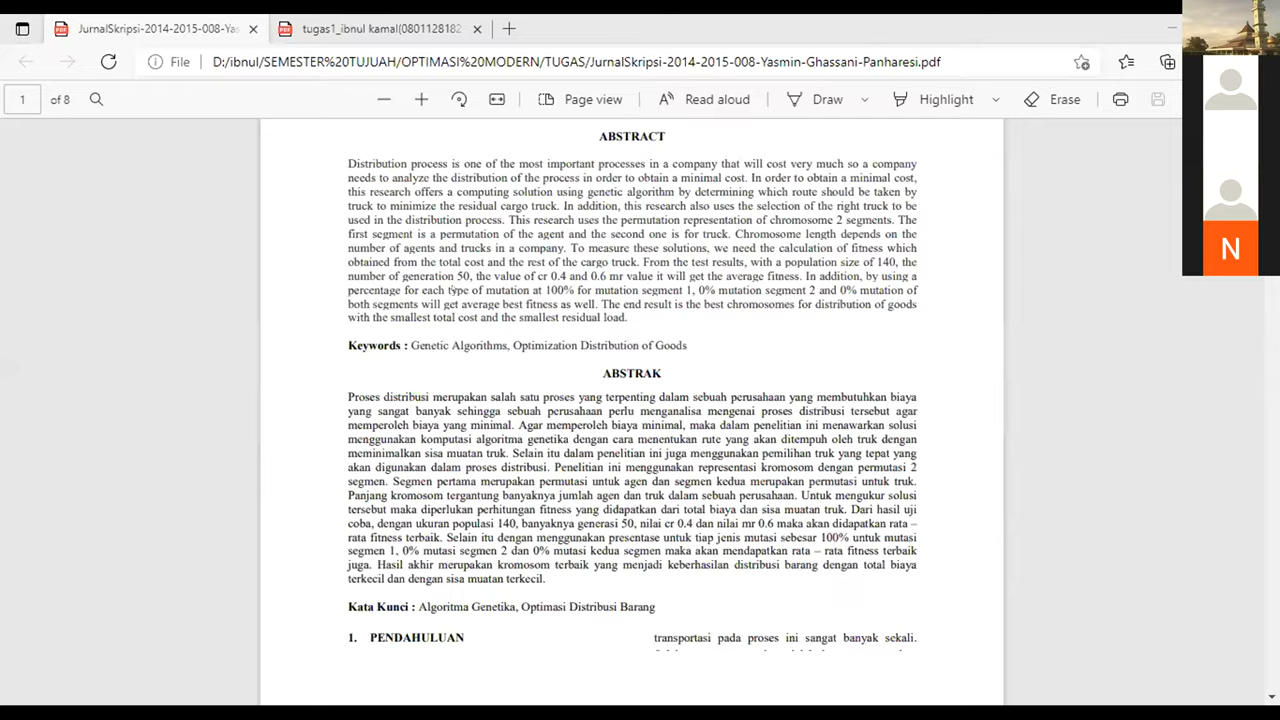 JurnalSkripsi-2014-2015-008-Yas
tugas1_ibnul kamal(0801128182
File
D:/ibnul/SEMESTER%20TUJUAH/OPTIMASI%20MODERN/TUGAS/JurnalSkripsi-2014-2015-008-Yasmin-Ghassani-Panharesi.pdf
1 of 8
Page view
Read aloud
Draw
Highlight
Erase
N
ABSTRACT
Distribution process is one of the most important processes in a company that will cost very much so a company
needs to analyze the distribution of the process in order to obtain a minimal cost. In order to obtain a minimal cost,
this research offers a computing solution using genetic algorithm by determining which route should be taken by
truck to minimize the residual cargo truck. In addition, this research also uses the selection of the right truck to be
used in the distribution process. This research uses the permutation representation of chromosome 2 segments. The
first segment is a permutation of the agent and the second one is for truck. Chromosome length depends on the
number of agents and trucks in a company. To measure these solutions, we need the calculation of fitness which
obtained from the total cost and the rest of the cargo truck. From the test results, with a population size of 140, the
number of generation 50, the value of cr 0.4 and 0.6 mr value it will get the average fitness. In addition, by using a
percentage for each type of mutation at 100% for mutation segment 1, 0% mutation segment 2 and 0% mutation of
both segments will get average best fitness as well. The end result is the best chromosomes for distribution of goods
with the smallest total cost and the smallest residual load.
Keywords : Genetic Algorithms, Optimization Distribution of Goods
ABSTRAK
Proses distribusi merupakan salah satu proses yang terpenting dalam sebuah perusahaan yang membutuhkan biaya
yang sangat banyak sehingga sebuah perusahaan perlu menganalisa mengenai proses distribusi tersebut agar
memperoleh biaya yang minimal. Agar memperoleh biaya minimal, maka dalam penelitian ini menawarkan solusi
menggunakan komputasi algoritma genetika dengan cara menentukan rute yang akan ditempuh oleh truk dengan
meminimalkan sisa muatan truk. Selain itu dalam penelitian ini juga menggunakan pemilihan truk yang tepat yang
akan digunakan dalam proses distribusi. Penelitian ini menggunakan representasi kromosom dengan permutasi 2
segmen. Segmen pertama merupakan permutasi untuk agen dan segmen kedua merupakan permutasi untuk truk.
Panjang kromosom tergantung banyaknya jumlah agen dan truk dalam sebuah perusahaan. Untuk mengukur solusi
tersebut maka diperlukan perhitungan fitness yang didapatkan dari total biaya dan sisa muatan truk. Dari hasil uji
coba, dengan ukuran populasi 140, banyaknya generasi 50, nilai cr 0.4 dan nilai mr 0.6 maka akan didapatkan rata –
rata fitness terbaik. Selain itu dengan menggunakan presentase untuk tiap jenis mutasi sebesar 100% untuk mutasi
segmen 1, 0% mutasi segmen 2 dan 0% mutasi kedua segmen maka akan mendapatkan rata – rata fitness terbaik
juga. Hasil akhir merupakan kromosom terbaik yang menjadi keberhasilan distribusi barang dengan total biaya
terkecil dan dengan sisa muatan terkecil.
Kata Kunci : Algoritma Genetika, Optimasi Distribusi Barang
1. PENDAHULUAN
transportasi pada proses ini sangat banyak sekali.